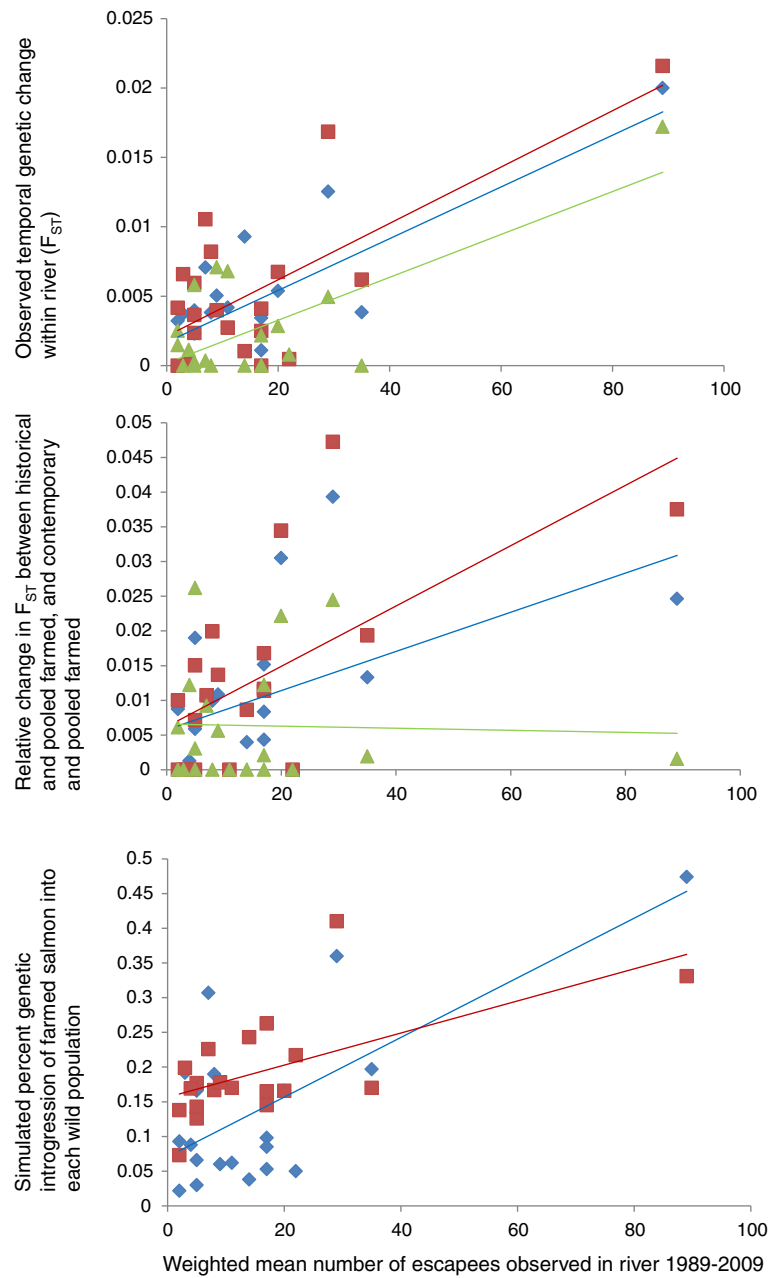 Observed temporal genetic change
within river (FST)
0.025
0.02
0.015
0.01
0.005
0
0 20 40 60 80 100
Relative change in FST between historical
and pooled farmed, and contemporary
and pooled farmed
0.05
0.045
0.04
0.035
0.03
0.025
0.02
0.015
0.01
0.005
0
0 20 40 60 80 100
Simulated percent genetic
introgression of farmed salmon into
each wild population
0.5
0.45
0.4
0.35
0.3
0.25
0.2
0.15
0.1
0.05
0
0 20 40 60 80 100
Weighted mean number of escapees observed in river 1989-2009